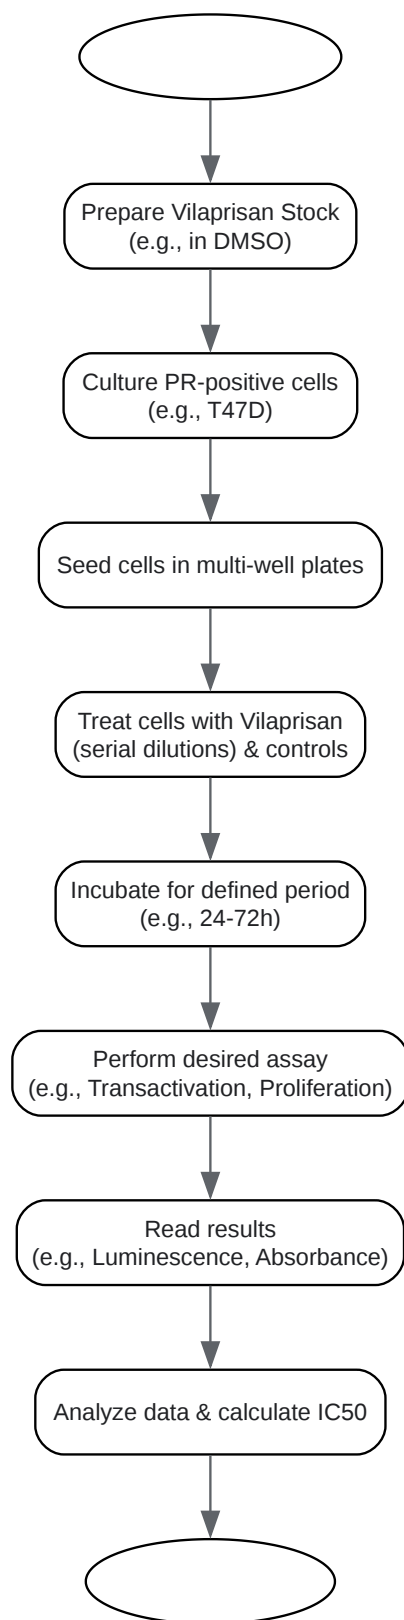 Prepare Vilaprisan Stock
(e.g., in DMSO)
Culture PR-positive cells
(e.g., T47D)
Seed cells in multi-well plates
Treat cells with Vilaprisan
(serial dilutions) & controls
Incubate for defined period
(e.g., 24-72h)
Perform desired assay
(e.g., Transactivation, Proliferation)
Read results
(e.g., Luminescence, Absorbance)
Analyze data & calculate IC50